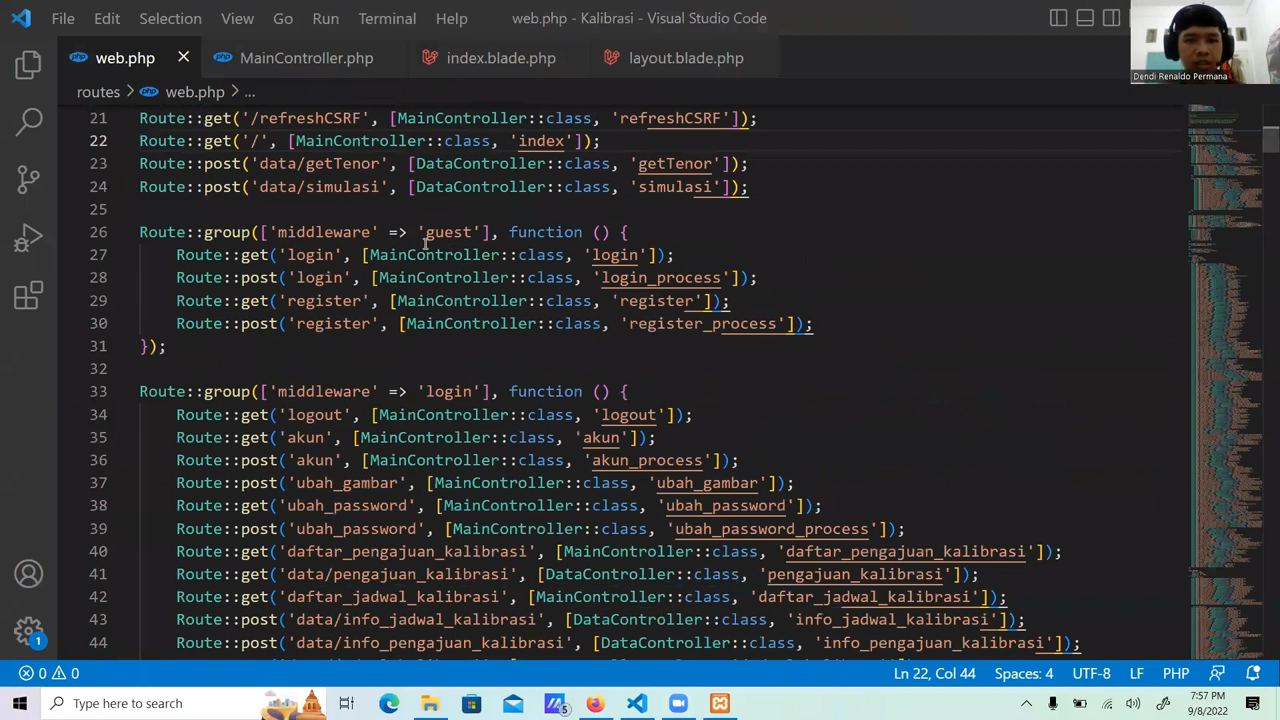 File Edit Selection View Go Run Terminal Help web.php - Kalibrasi - Visual Studio Code
web.php MainController.php index.blade.php layout.blade.php
Dendi Renaldo Permana
routes > web.php > ...
21 Route::get('/refreshCSRF', [MainController::class, 'refreshCSRF']);
22 Route::get('/', [MainController::class, 'index']);
23 Route::post('data/getTenor', [DataController::class, 'getTenor']);
24 Route::post('data/simulasi', [DataController::class, 'simulasi']);
25
26 Route::group(['middleware' => 'guest'], function () {
27 Route::get('login', [MainController::class, 'login']);
28 Route::post('login', [MainController::class, 'login_process']);
29 Route::get('register', [MainController::class, 'register']);
30 Route::post('register', [MainController::class, 'register_process']);
31 });
32
33 Route::group(['middleware' => 'login'], function () {
34 Route::get('logout', [MainController::class, 'logout']);
35 Route::get('akun', [MainController::class, 'akun']);
36 Route::post('akun', [MainController::class, 'akun_process']);
37 Route::post('ubah_gambar', [MainController::class, 'ubah_gambar']);
38 Route::get('ubah_password', [MainController::class, 'ubah_password']);
39 Route::post('ubah_password', [MainController::class, 'ubah_password_process']);
40 Route::get('daftar_pengajuan_kalibrasi', [MainController::class, 'daftar_pengajuan_kalibrasi']);
41 Route::get('data/pengajuan_kalibrasi', [DataController::class, 'pengajuan_kalibrasi']);
42 Route::get('daftar_jadwal_kalibrasi', [MainController::class, 'daftar_jadwal_kalibrasi']);
43 Route::post('data/info_jadwal_kalibrasi', [DataController::class, 'info_jadwal_kalibrasi']);
44 Route::post('data/info_pengajuan_kalibrasi', [DataController::class, 'info_pengajuan_kalibrasi']);
1
0 0 Ln 22, Col 44 Spaces: 4 UTF-8 LF PHP
Type here to search 5 7:57 PM
9/8/2022